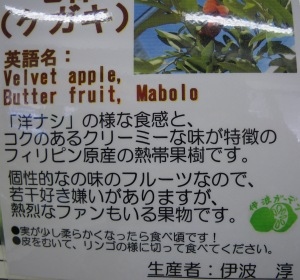 (ケガキ)
英語名：
Velvet apple,
Butter fruit, Mabolo
「洋ナシ」の様な食感と、
コクのあるクリーミーな味が特徴の
フィリピン原産の熱帯果樹です。
個性的なの味のフルーツなので、
若干好き嫌いがありますが、
熱烈なファンもいる果物です。
●実が少し柔らかくなったら食べ頃です！
●皮をむいて、リンゴの様に切って食べてください。
生産者：伊波　淳